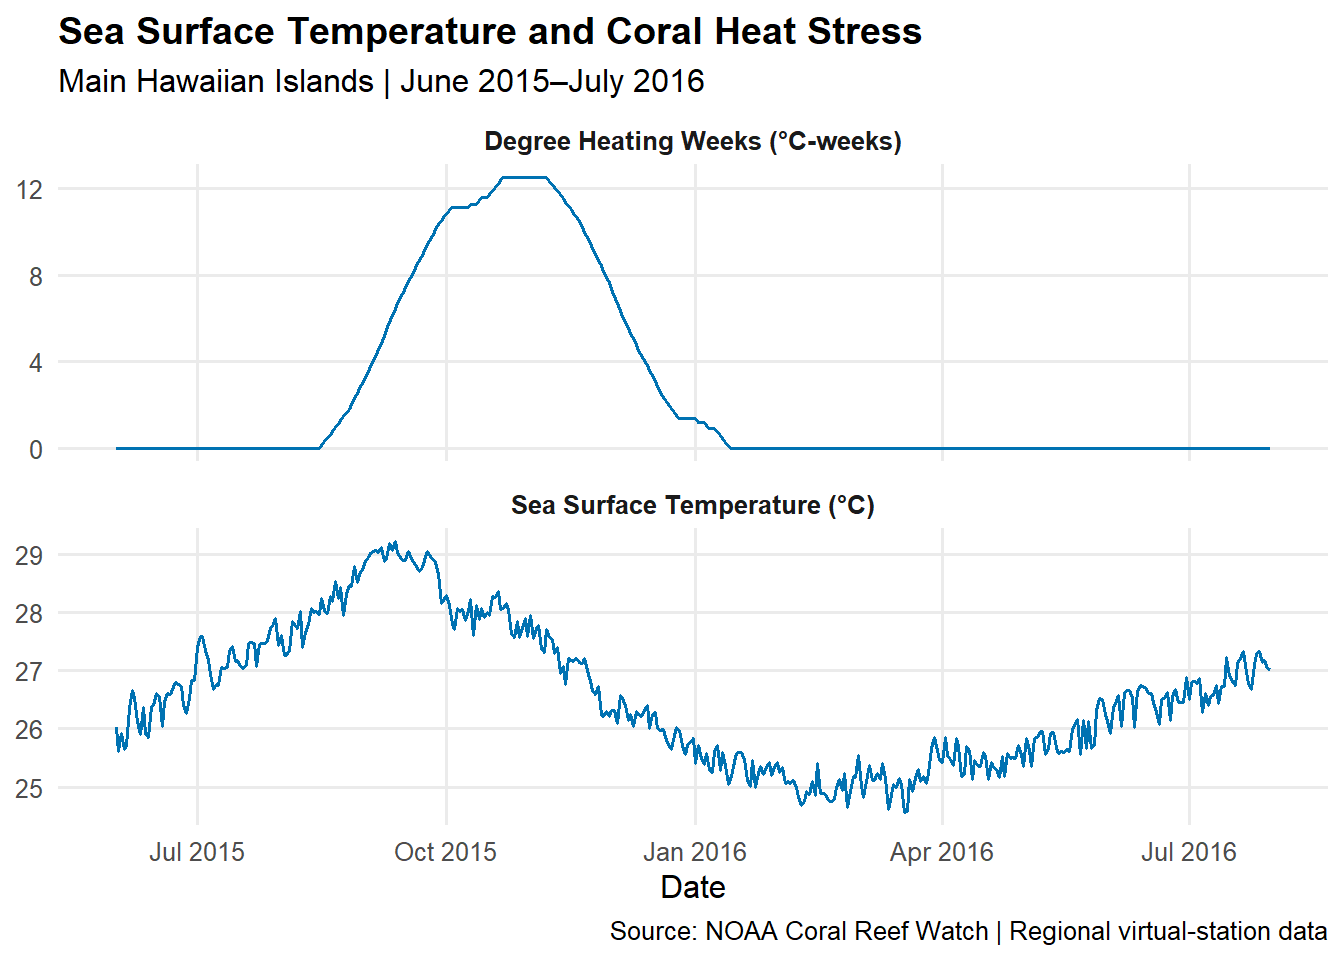 Sea Surface Temperature and Coral Heat Stress
Main Hawaiian Islands | June 2015–July 2016
Degree Heating Weeks (°C-weeks)
12
8
4
0
Sea Surface Temperature (°C)
29
28
27
26
25
Jul 2015 Oct 2015 Jan 2016 Apr 2016 Jul 2016
Date
Source: NOAA Coral Reef Watch | Regional virtual-station data